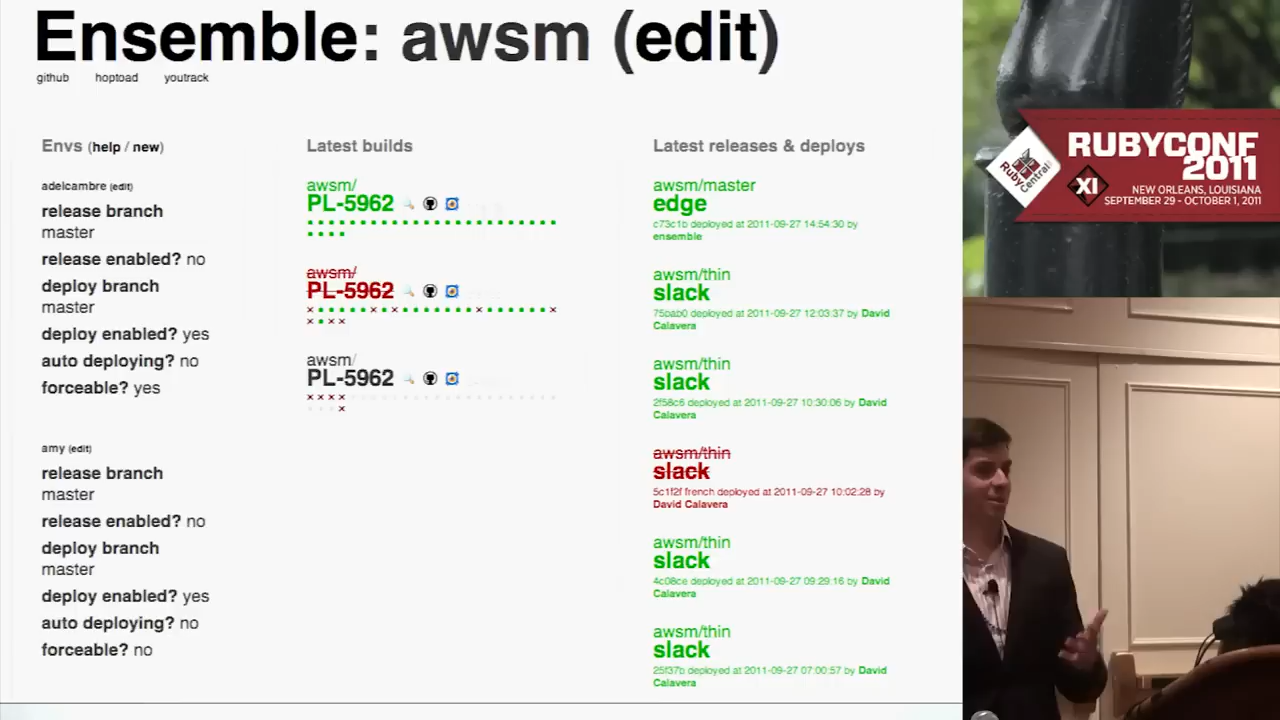 Ensemble: awsm (edit)
github hoptoad youtrack
Envs (help / new)
adelcambre (edit)
release branch
master
release enabled? no
deploy branch
master
deploy enabled? yes
auto deploying? no
forceable? yes
amy (edit)
release branch
master
release enabled? no
deploy branch
master
deploy enabled? yes
auto deploying? no
forceable? no
Latest builds
awsm/
PL-5962
awsm/
PL-5962
awsm/
PL-5962
Latest releases & deploys
awsm/master
edge
c73c1b deployed at 2011-09-27 14:54:30 by
ensemble
awsm/thin
slack
75bab0 deployed at 2011-09-27 12:03:37 by David
Calavera
awsm/thin
slack
2f58c6 deployed at 2011-09-27 10:30:06 by David
Calavera
awsm/thin
slack
5c1f2f french deployed at 2011-09-27 10:02:28 by
David Calavera
awsm/thin
slack
4c08ce deployed at 2011-09-27 09:29:16 by David
Calavera
awsm/thin
slack
25f37b deployed at 2011-09-27 07:00:57 by David
Calavera
RubyCentral
XI
RUBYCONF
2011
NEW ORLEANS, LOUISIANA
SEPTEMBER 29 - OCTOBER 1, 2011